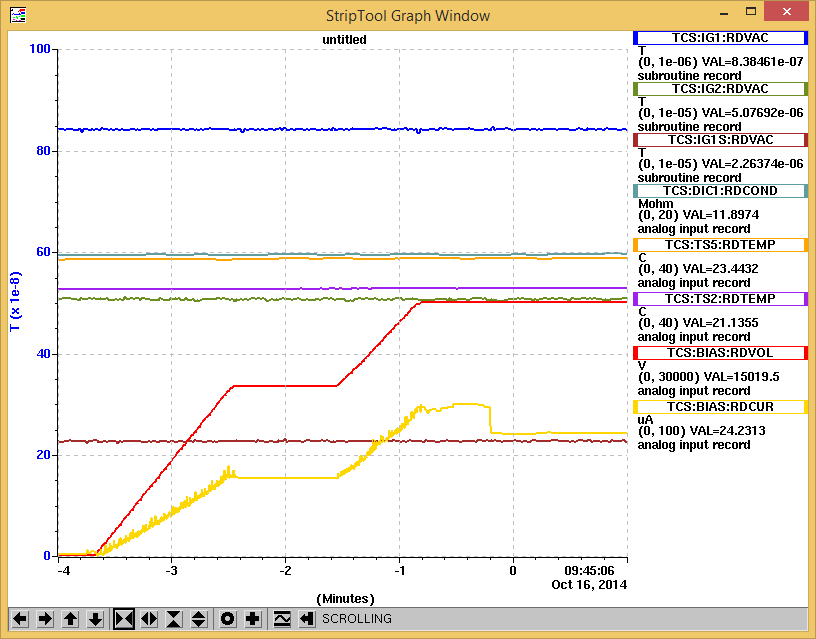 StripTool Graph Window
untitled
100
80
60
40
20
0
T (x 1e-8)
-4
-3
-2
-1
0
09:45:06
Oct 16, 2014
(Minutes)
TCS:IG1:RDVAC
T
(0, 1e-06) VAL=8.38461e-07
subroutine record
TCS:IG2:RDVAC
T
(0, 1e-05) VAL=5.07692e-06
subroutine record
TCS:IG1S:RDVAC
T
(0, 1e-05) VAL=2.26374e-06
subroutine record
TCS:DIC1:RDCOND
Mohm
(0, 20) VAL=11.8974
analog input record
TCS:TS5:RDTEMP
C
(0, 40) VAL=23.4432
analog input record
TCS:TS2:RDTEMP
C
(0, 40) VAL=21.1355
analog input record
TCS:BIAS:RDVOL
V
(0, 30000) VAL=15019.5
analog input record
TCS:BIAS:RDCUR
uA
(0, 100) VAL=24.2313
analog input record
SCROLLING